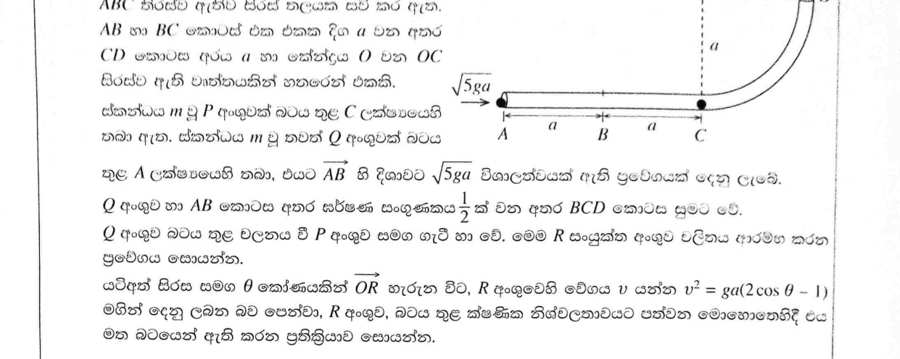 ABC තිරස්ව ඇතිව සිරස් තලයක සවි කර ඇත.
AB හා BC කොටස් එක එකක දිග a වන අතර
CD කොටස අරය a හා කේන්ද්‍රය O වන OC
සිරස්ව ඇති වෘත්තයකින් හතරෙන් එකකි.
ස්කන්ධය m වූ P අංශුවක් බටය තුළ C ලක්ෂ්‍යයෙහි
තබා ඇත. ස්කන්ධය m වූ තවත් Q අංශුවක් බටය
a
√5ga
A a B a C
තුළ A ලක්ෂ්‍යයෙහි තබා, එයට AB⃗ හි දිශාවට √5ga විශාලත්වයක් ඇති ප්‍රවේගයක් දෙනු ලැබේ.
Q අංශුව හා AB කොටස අතර ඝර්ෂණ සංගුණකය 1/2 ක් වන අතර BCD කොටස සුමට වේ.
Q අංශුව බටය තුළ චලනය වී P අංශුව සමග ගැටී හා වේ. මෙම R සංයුක්ත අංශුව චලිතය ආරම්භ කරන
ප්‍රවේගය සොයන්න.
යටිඅත් සිරස සමග θ කෝණයකින් OR⃗ හැරුන විට, R අංශුවෙහි වේගය υ යන්න υ² = ga(2 cos θ − 1)
මගින් දෙනු ලබන බව පෙන්වා, R අංශුව, බටය තුළ ක්ෂණික නිශ්චලතාවයට පත්වන මොහොතෙහිදී එය
මත බටයෙන් ඇති කරන ප්‍රතික්‍රියාව සොයන්න.